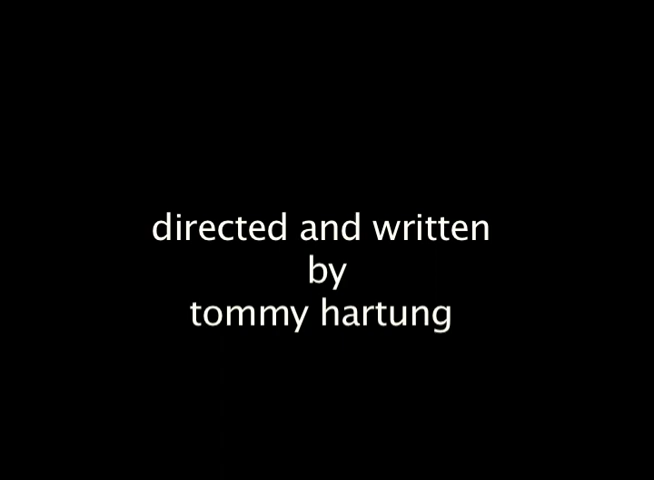 directed and written
by
tommy hartung